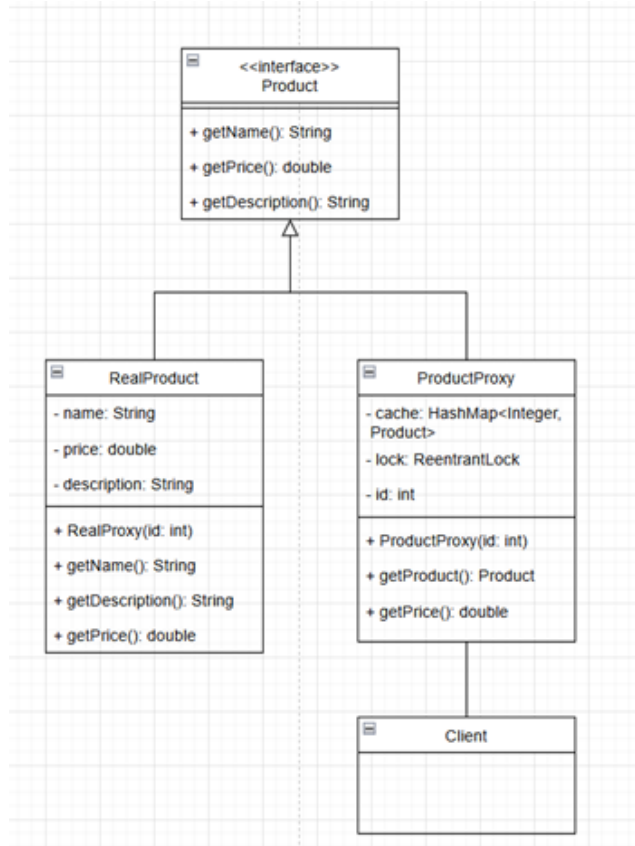 <<interface>>
Product
+ getName(): String
+ getPrice(): double
+ getDescription(): String
RealProduct
- name: String
- price: double
- description: String
+ RealProxy(id: int)
+ getName(): String
+ getDescription(): String
+ getPrice(): double
ProductProxy
- cache: HashMap<Integer,
Product>
- lock: ReentrantLock
- id: int
+ ProductProxy(id: int)
+ getProduct(): Product
+ getPrice(): double
Client